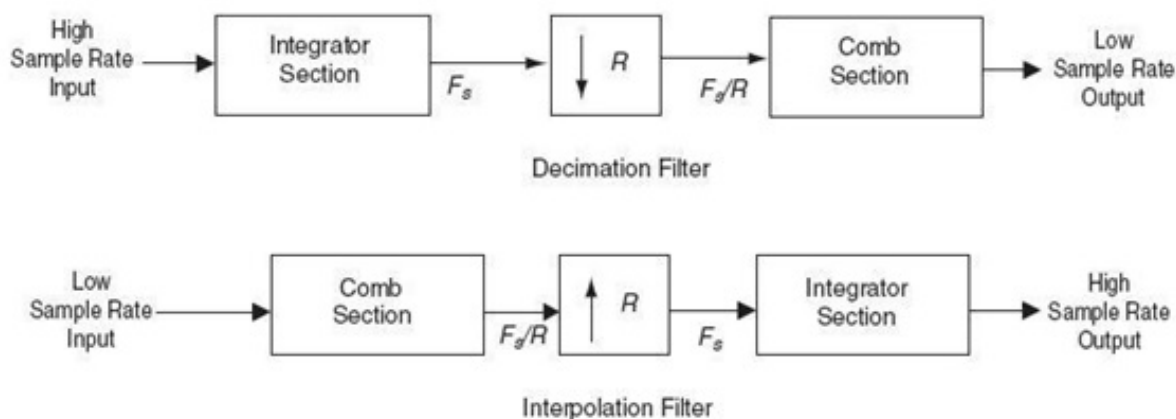 High
Sample Rate
Input
Integrator
Section
Fs
R
Fs/R
Comb
Section
Low
Sample Rate
Output
Decimation Filter
Low
Sample Rate
Input
Comb
Section
Fs/R
R
Fs
Integrator
Section
High
Sample Rate
Output
Interpolation Filter